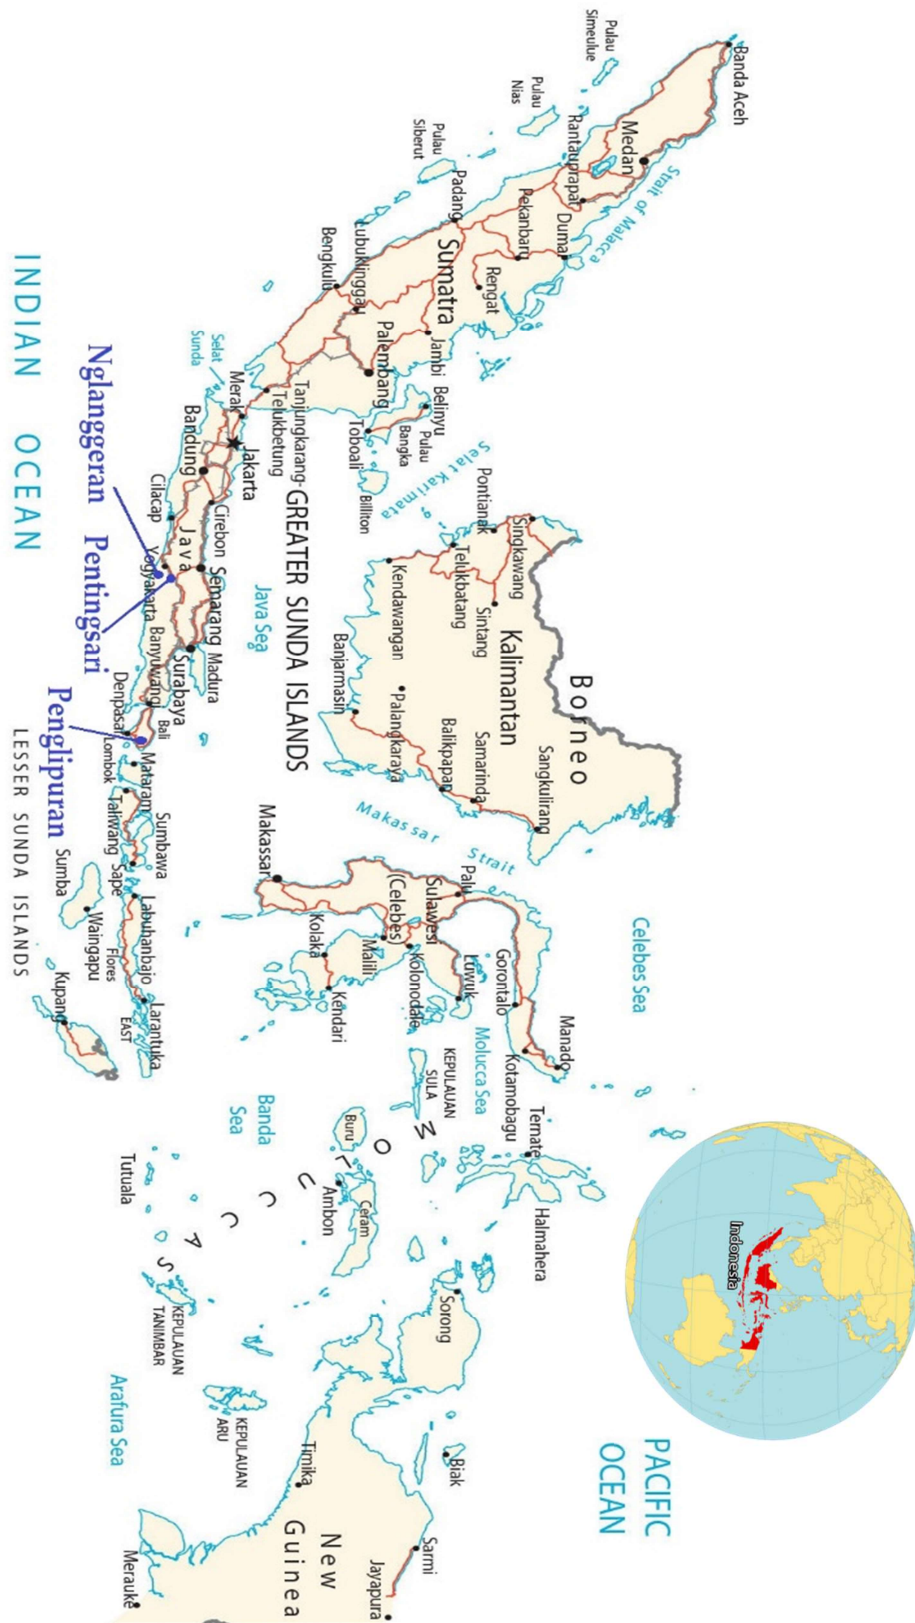 Banda Aceh
Pulau
Simeulue
Medan
Strait of Malacca
Pulau
Nias
Rantauprapat
Dumai
Pulau
Siberut
Padang
Pekanbaru
Rengat
Sumatra
Lubuklinggau
Bengkulu
Jambi
Palembang
Belinyu
Pulau
Bangka
Toboali
Billiton
Selat Karimata
Tanjungkarang-
Telukbetung
Selat
Sunda
Merak
Jakarta
Bandung
Cirebon
Cilacap
Java
Semarang
Yogyakarta
Madura
Surabaya
Banyuwangi
Bali
Denpasar
Lombok
Mataram
Taliwang
Sumbawa
Sape
Sumba
Waingapu
Labuhanbajo
Flores
Larantuka
EAST
Kupang
Nglanggeran
Pentingsari
Penglipuran
INDIAN OCEAN
LESSER SUNDA ISLANDS
GREATER SUNDA ISLANDS
Java Sea
Pontianak
Singkawang
Telukbatang
Sintang
Kendawangan
Kalimantan
Borneo
Banjarmasin
Palangkaraya
Balikpapan
Samarinda
Sangkulirang
Makassar Strait
Makassar
Palu
Sulawesi
(Celebes)
Malili
Kolaka
Kendari
Kolonodale
Luwuk
Gorontalo
Kotamobagu
Manado
Celebes Sea
Molucca Sea
KEPULAUAN
SULA
Ternate
Halmahera
Banda
Sea
Buru
Ambon
Ceram
MOLUCCAS
Tutuala
KEPULAUAN
TANIMBAR
Arafura Sea
KEPULAUAN
ARU
Sorong
Biak
Timika
Sarmi
Jayapura
New
Guinea
Merauke
PACIFIC
OCEAN
Indonesia